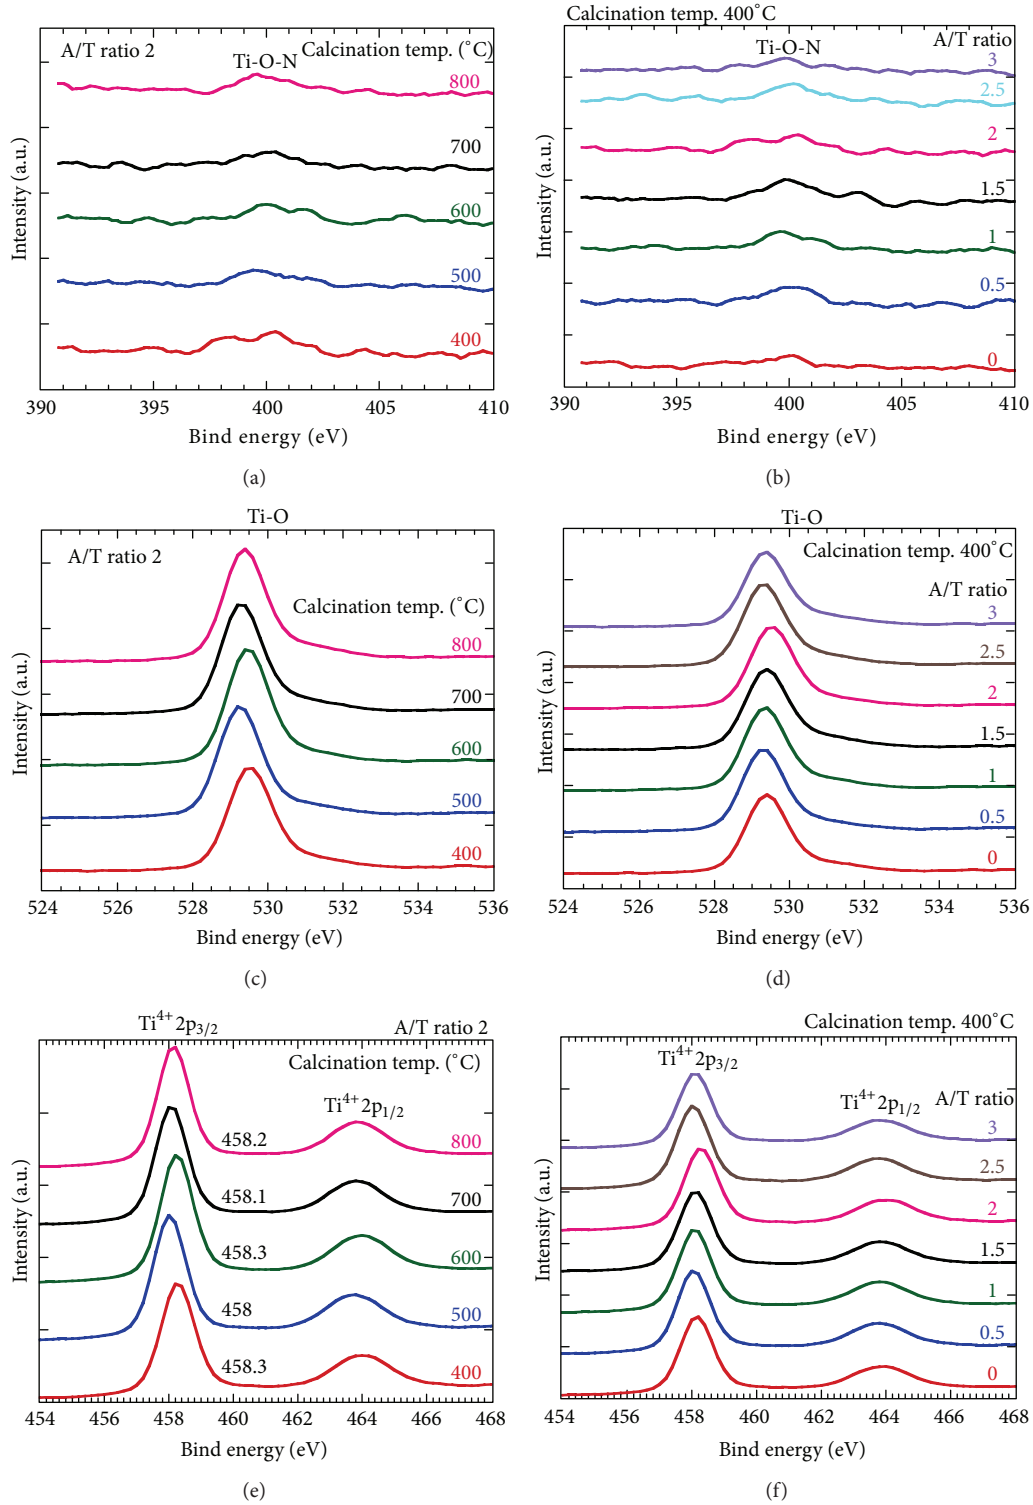 A/T ratio 2
Calcination temp. (°C)
Ti-O-N
800
700
600
500
400
Intensity (a.u.)
390 395 400 405 410
Bind energy (eV)
(a)
Calcination temp. 400°C
A/T ratio
Ti-O-N
3
2.5
2
1.5
1
0.5
0
Intensity (a.u.)
390 395 400 405 410
Bind energy (eV)
(b)
Ti-O
A/T ratio 2
Calcination temp. (°C)
800
700
600
500
400
Intensity (a.u.)
524 526 528 530 532 534 536
Bind energy (eV)
(c)
Ti-O
Calcination temp. 400°C
A/T ratio
3
2.5
2
1.5
1
0.5
0
Intensity (a.u.)
524 526 528 530 532 534 536
Bind energy (eV)
(d)
Ti⁴⁺ 2p₃/₂
A/T ratio 2
Calcination temp. (°C)
Ti⁴⁺ 2p₁/₂
458.2 800
458.1 700
458.3 600
458 500
458.3 400
Intensity (a.u.)
454 456 458 460 462 464 466 468
Bind energy (eV)
(e)
Calcination temp. 400°C
Ti⁴⁺ 2p₃/₂
Ti⁴⁺ 2p₁/₂
A/T ratio
3
2.5
2
1.5
1
0.5
0
Intensity (a.u.)
454 456 458 460 462 464 466 468
Bind energy (eV)
(f)